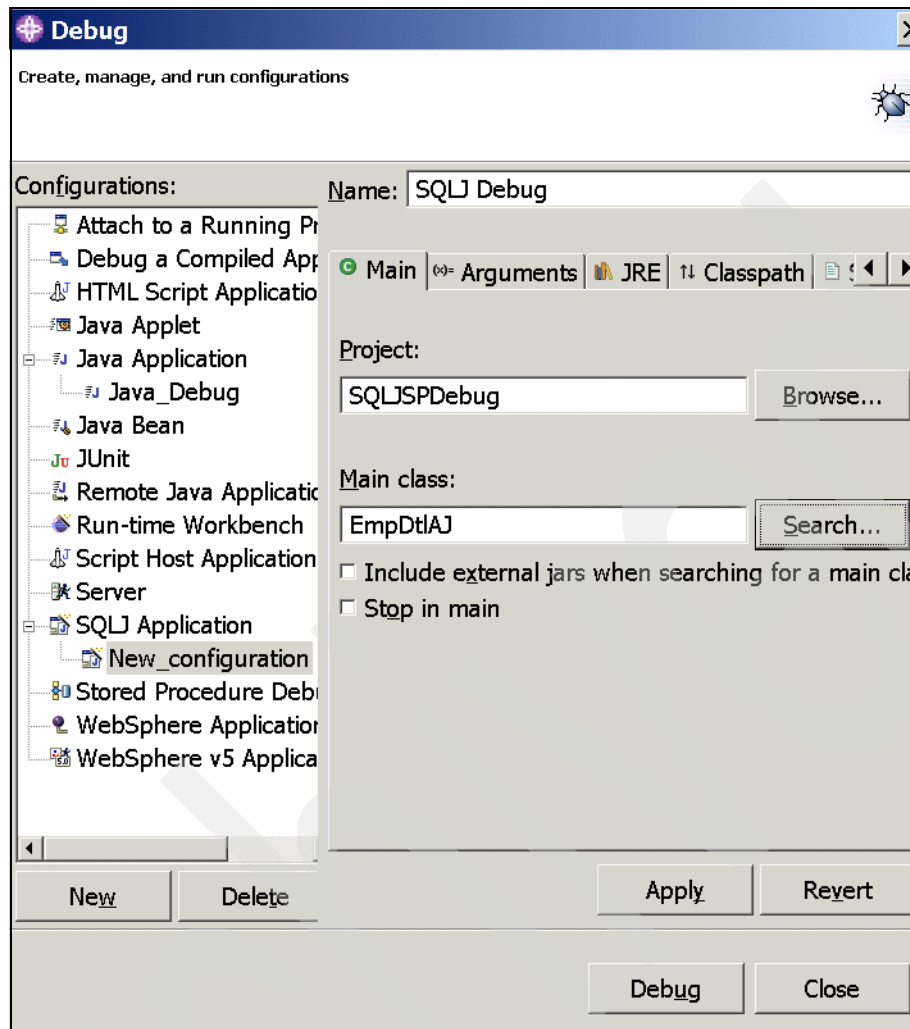 Debug
Create, manage, and run configurations
Configurations:
Attach to a Running Pr
Debug a Compiled App
HTML Script Applicatio
Java Applet
Java Application
Java_Debug
Java Bean
Ju JUnit
Remote Java Applicatic
Run-time Workbench
Script Host Application
Server
SQLJ Application
New_configuration
Stored Procedure Deb
WebSphere Application
WebSphere v5 Applica
New Delete
Name: SQLJ Debug
Main (x)= Arguments JRE Classpath
Project:
SQLJSPDebug Browse...
Main class:
EmpDtlAJ Search...
Include external jars when searching for a main cla
Stop in main
Apply Revert
Debug Close